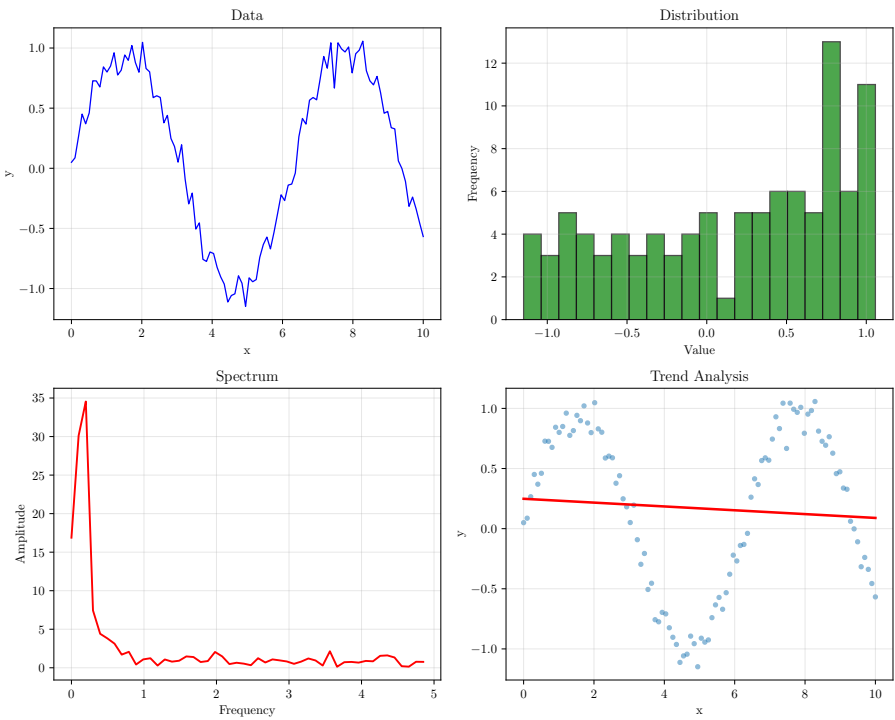 Data
1.0
0.5
0.0
−0.5
−1.0
y
0 2 4 6 8 10
x
Distribution
12
10
8
6
4
2
0
Frequency
−1.0 −0.5 0.0 0.5 1.0
Value
Spectrum
35
30
25
20
15
10
5
0
Amplitude
0 1 2 3 4 5
Frequency
Trend Analysis
1.0
0.5
0.0
−0.5
−1.0
y
0 2 4 6 8 10
x